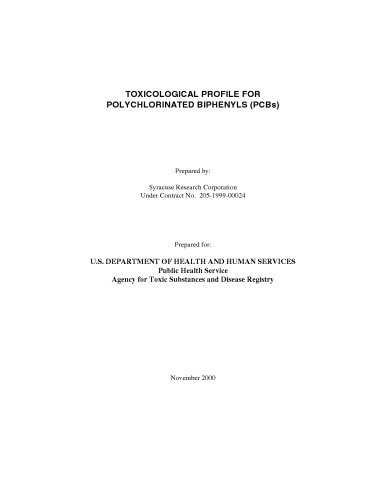 TOXICOLOGICAL PROFILE FOR
POLYCHLORINATED BIPHENYLS (PCBs)
Prepared by:
Syracuse Research Corporation
Under Contract No. 205-1999-00024
Prepared for:
U.S. DEPARTMENT OF HEALTH AND HUMAN SERVICES
Public Health Service
Agency for Toxic Substances and Disease Registry
November 2000